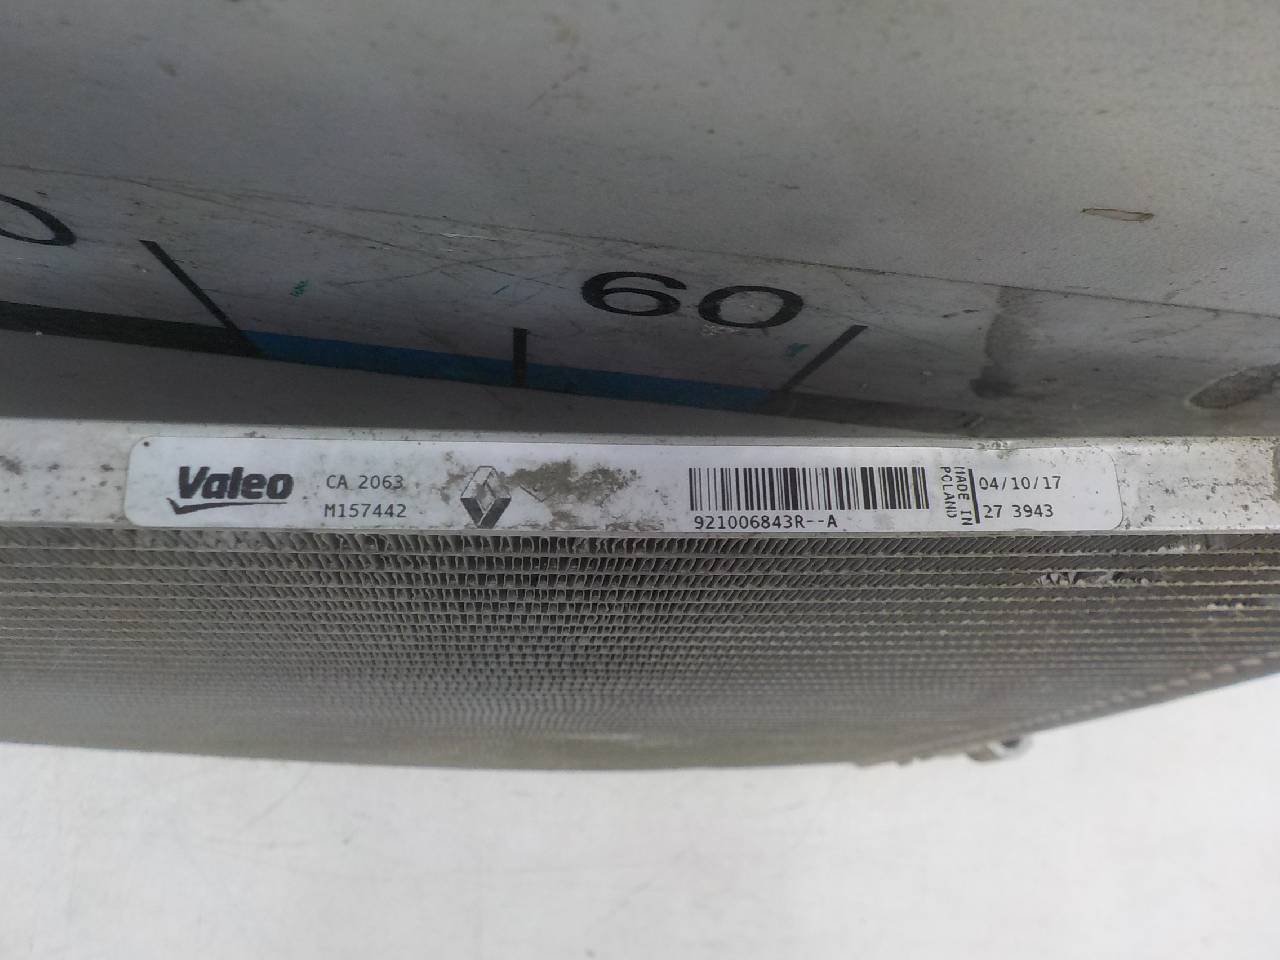 60
Valeo
CA 2063
M157442
921006843R--A
MADE IN
POLAND
04/10/17
27 3943